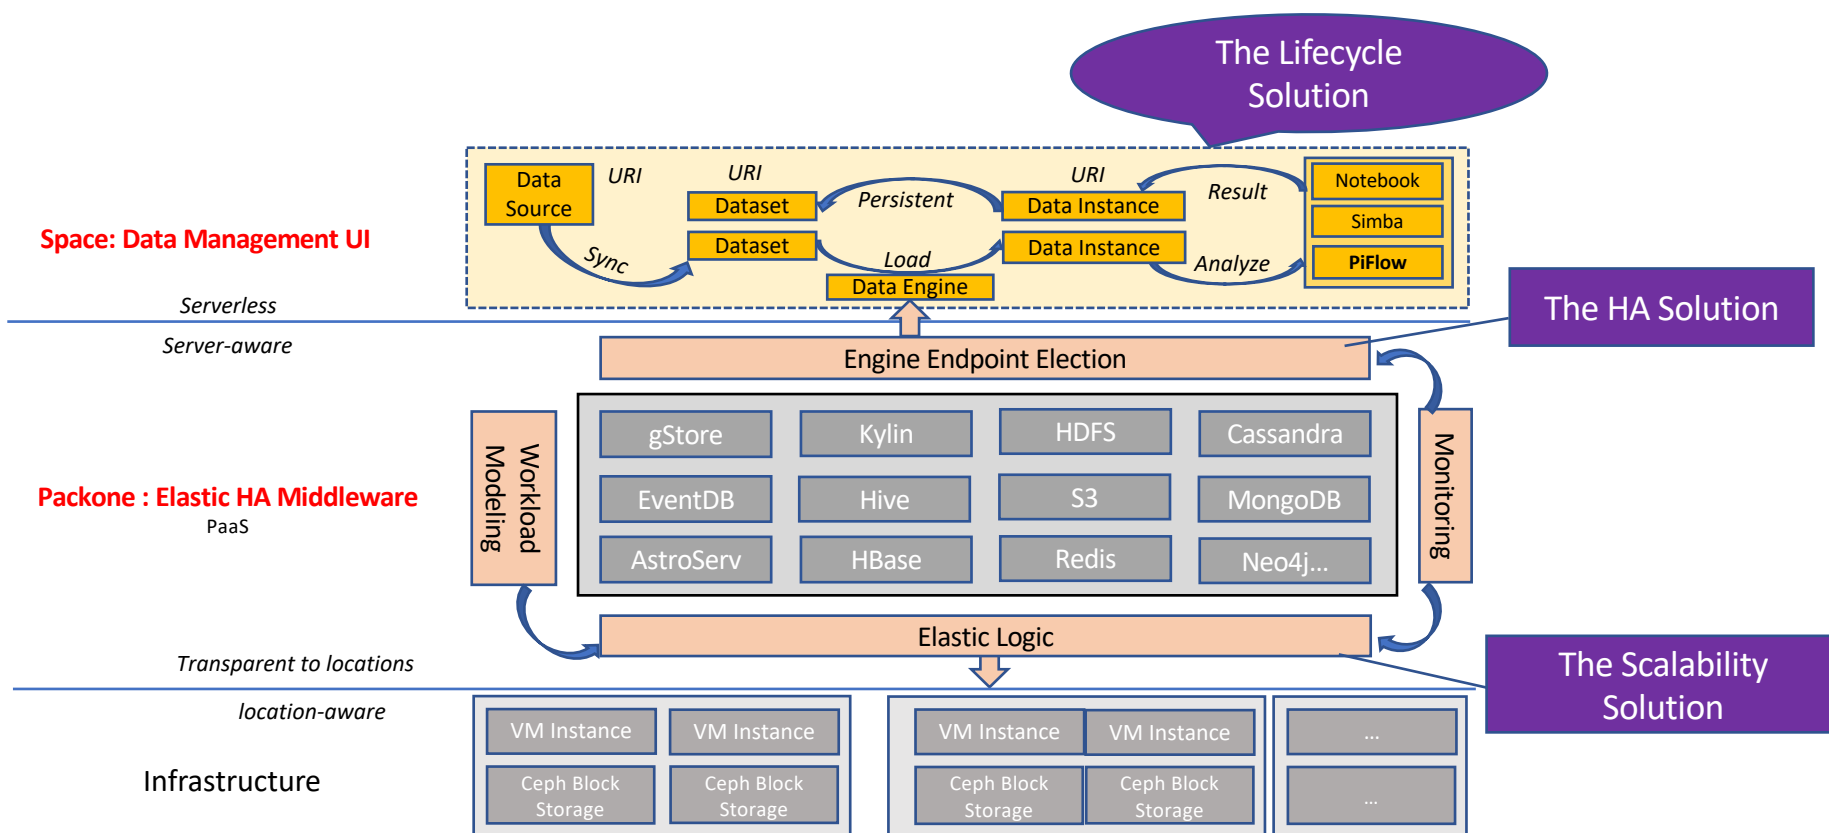 The Lifecycle
Solution
Data
Source
URI
URI
URI
Dataset
Persistent
Data Instance
Result
Notebook
Simba
PiFlow
Space: Data Management UI
Sync
Dataset
Load
Data Instance
Analyze
Data Engine
Serverless
Server-aware
The HA Solution
Engine Endpoint Election
Workload
Modeling
gStore
Kylin
HDFS
Cassandra
EventDB
Hive
S3
MongoDB
AstroServ
HBase
Redis
Neo4j...
Monitoring
Packone : Elastic HA Middleware
PaaS
Elastic Logic
Transparent to locations
location-aware
The Scalability
Solution
Infrastructure
VM Instance
VM Instance
VM Instance
VM Instance
...
Ceph Block
Storage
Ceph Block
Storage
Ceph Block
Storage
Ceph Block
Storage
...